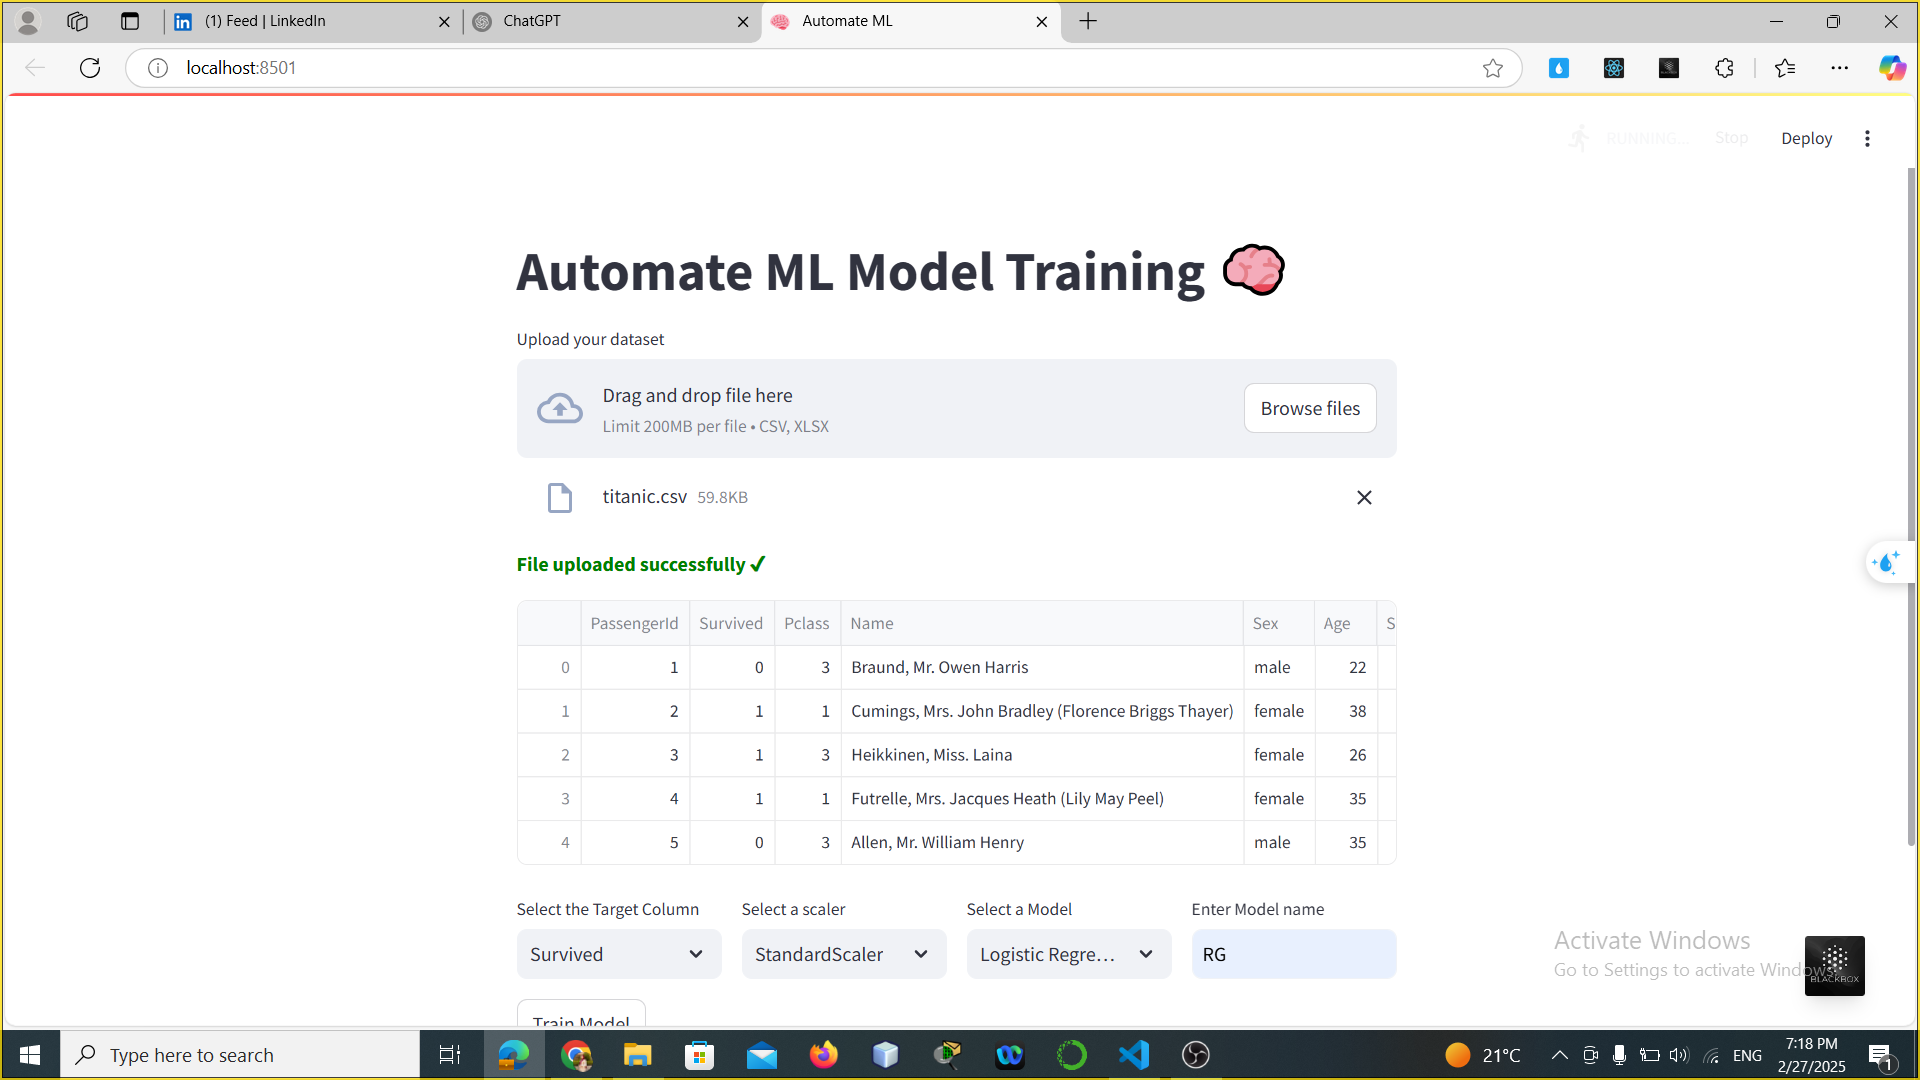 (1) Feed | LinkedIn
ChatGPT
Automate ML
localhost:8501
RUNNING...
Stop
Deploy
Automate ML Model Training
Upload your dataset
Drag and drop file here
Limit 200MB per file • CSV, XLSX
Browse files
titanic.csv 59.8KB
File uploaded successfully ✓
PassengerId Survived Pclass Name Sex Age S
0 1 0 3 Braund, Mr. Owen Harris male 22
1 2 1 1 Cumings, Mrs. John Bradley (Florence Briggs Thayer) female 38
2 3 1 3 Heikkinen, Miss. Laina female 26
3 4 1 1 Futrelle, Mrs. Jacques Heath (Lily May Peel) female 35
4 5 0 3 Allen, Mr. William Henry male 35
Select the Target Column Select a scaler Select a Model Enter Model name
Survived StandardScaler Logistic Regre... RG
Train Model
Activate Windows
Go to Settings to activate Windows.
BLACKBOX
Type here to search
21°C
ENG
7:18 PM
2/27/2025
1